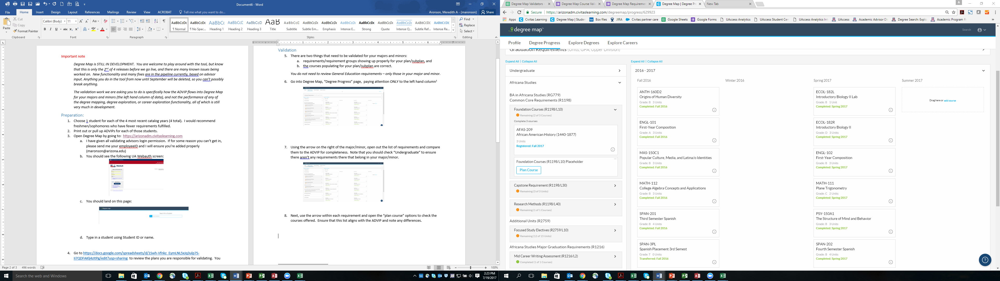 Document6 - Word
File Home Insert Design Layout References Mailings Review View ACROBAT Tell me what you want to do...
Aronson, Meredith A - (maronson) Share
Paste
Cut
Copy
Format Painter
Clipboard
Calibri (Body) 11
Font
Paragraph
¶ Normal ¶ No Spac... Heading 1 Heading 2 Heading 3 Title Subtitle Subtle Em... Emphasis Intense E... Strong Quote Intense Q... Subtle Ref... Intense Re...
Styles
Find
Replace
Select
Editing
Important note
Degree Map is STILL IN DEVELOPMENT. You are welcome to play around with the tool, but know
that this is only the 2nd of 4 releases before we go live, and there are many known issues being
worked on. New functionality and many fixes are in the pipeline currently, based on advisor
input. Anything you do in the tool from now until September will be deleted, so you can't possibly
break anything.
The validation work we are asking you to do is specifically how the ADVIP flows into Degree Map
for your majors and minors (the left hand column of data), and not the performance of any of
the degree mapping, degree exploration, or career exploration functionality, all of which is still
very much in development.
Preparation:
1. Choose 1 student for each of the 4 most recent catalog years (4 total). I would recommend
freshmen/sophomores who have fewer requirements fulfilled.
2. Print out or pull up ADVIPs for each of those students.
3. Open Degree Map by going to: https://arizonadm.civitaslearning.com
a. I have given all validating advisors login permission. If for some reason you can't get in,
please send me your employeeID and I will ensure you're added properly
(maronson@arizona.edu)
b. You should see the following UA Webauth screen:
WebAuth
c. You should land on this page:
degree map
d. Type in a student using Student ID or name.
4. Go to https://docs.google.com/spreadsheets/d/1Swh-Vfnkz_EymLNL5xJq3ulp7S-
Ii7QDFAKlj4zItPg/edit?usp=sharing to review the plans you are responsible for validating. You
Validation
5. There are two things that need to be validated for your majors and minors:
a. requirements/requirement groups showing up properly for your plan/subplan, and
b. the courses populating for your plan/subplan are correct.
You do not need to review General Education requirements – only those in your major and minor.
6. Go into Degree Map, "Degree Progress" page, paying attention ONLY to the left hand column1
7. Using the arrow on the right of the major/minor, open out the list of requirements and compare
them to the ADVIP for completeness. Note that you should check "Undergraduate" to ensure
there aren't any requirements there that belong in your major/minor.
8. Next, use the arrow within each requirement and open the "plan course" options to check the
courses offered. Ensure that this list aligns with the ADVIP and note any differences.
Page 2 of 3 496 words
100%
Search the web and Windows
2:23 PM
7/19/2017
Degree Map Validators - Degree Map Course Valid Degree Map Requiremen Degree Map | Degree Pr New Tab
Secure https://arizonadm.civitaslearning.com/degreemap/progress/629923
Apps Civitas Learning Degree Map | Studen Box files JIRA Civitas partner care Google Sheets Google Forms UAccess Analytics UAccess Student Cen UAccess Analytics Int UAccess Academic Advisor Di Degree Search: Explo Academic Program R
degree map
Search
Profile Degree Progress Explore Degrees Explore Careers
Graduation Requirements (Units, GPA, Upper Division)
Expand All | Collapse All
Undergraduate
Africana Studies
BA in Africana Studies (RG779)
Common Core Requirements (R1198)
Foundation Courses (R1198/L10)
Remaining (2 of 3 Courses)
Complete 3 courses
AFAS-209
African American History (1440-1877)
3 Units
Registered: Fall 2017
Foundation Courses (R1198/L10) Placeholder
Plan Course
Capstone Requirement (R1198/L30)
Remaining (3 of 3 Units)
Research Methods (R1198/L40)
Remaining (1 of 1 Courses)
Additional Units (R2759)
Focused Study Electives (R2759/L10)
Remaining (12 of 15 Units)
Africana Studies Major Graduation Requirements (R1216)
Mid Career Writing Assessment (R1216/L2)
Completed (1 of 1 Courses)
Expand All | Collapse All
2016 - 2017
Fall 2016 Winter 2016 Spring 2017 Summer 2017
ANTH-160D2
Origins of Human Diversity
Grade: B 3 Units
Completed: Fall 2016
ENGL-101
First-Year Composition
Grade: A 3 Units
Completed: Fall 2016
MAS-150C1
Popular Culture, Media, and Latina/o Identities
Grade: B 3 Units
Completed: Fall 2016
MATH-112
College Algebra Concepts and Applications
Grade: B 3 Units
Completed: Fall 2016
SPAN-201
Third Semester Spanish
Grade: B 4 Units
Completed: Fall 2016
SPAN-3PL
Spanish Placement 3rd Semest
Grade: T 0 Units
Transferred: Fall 2016
ECOL-182L
Introductory Biology II Lab
Grade: B 1 Unit
Completed: Spring 2017
ECOL-182R
Introductory Biology II
Grade: D 3 Units
Completed: Spring 2017
ENGL-102
First-Year Composition
Grade: B 3 Units
Completed: Spring 2017
MATH-111
Plane Trigonometry
Grade: C 2 Units
Completed: Spring 2017
PSY-150A1
The Structure of Mind and Behavior
Grade: B 3 Units
Completed: Spring 2017
SPAN-202
Fourth Semester Spanish
Grade: B 4 Units
Completed: Spring 2017
Drag here or add course